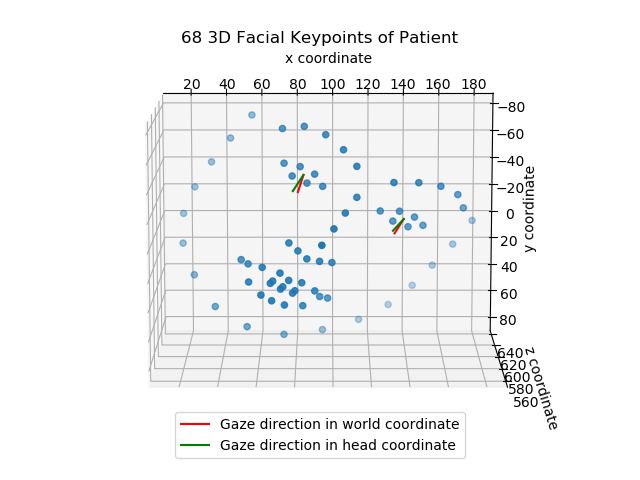 68 3D Facial Keypoints of Patient
x coordinate
20 40 60 80 100 120 140 160 180
−80
−60
−40
−20
0
20
40
60
80
y coordinate
640
620
600
580
560
z coordinate
Gaze direction in world coordinate
Gaze direction in head coordinate